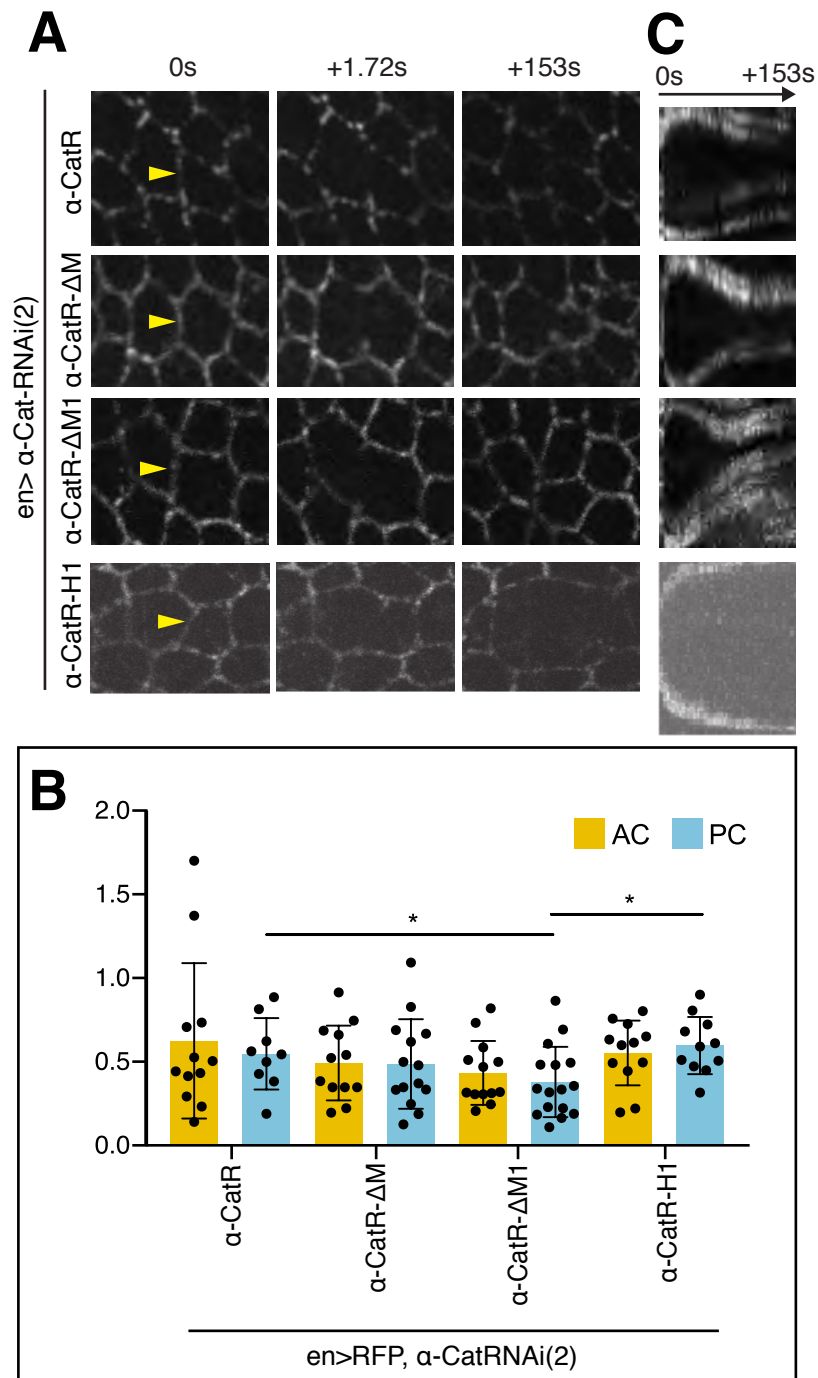 A
C
0s
+1.72s
+153s
0s
+153s
en> α-Cat-RNAi(2)
α-CatR
α-CatR-ΔM
α-CatR-ΔM1
α-CatR-H1
B
2.0
1.5
1.0
0.5
0.0
AC
PC
*
*
α-CatR
α-CatR-ΔM
α-CatR-ΔM1
α-CatR-H1
en>RFP, α-CatRNAi(2)